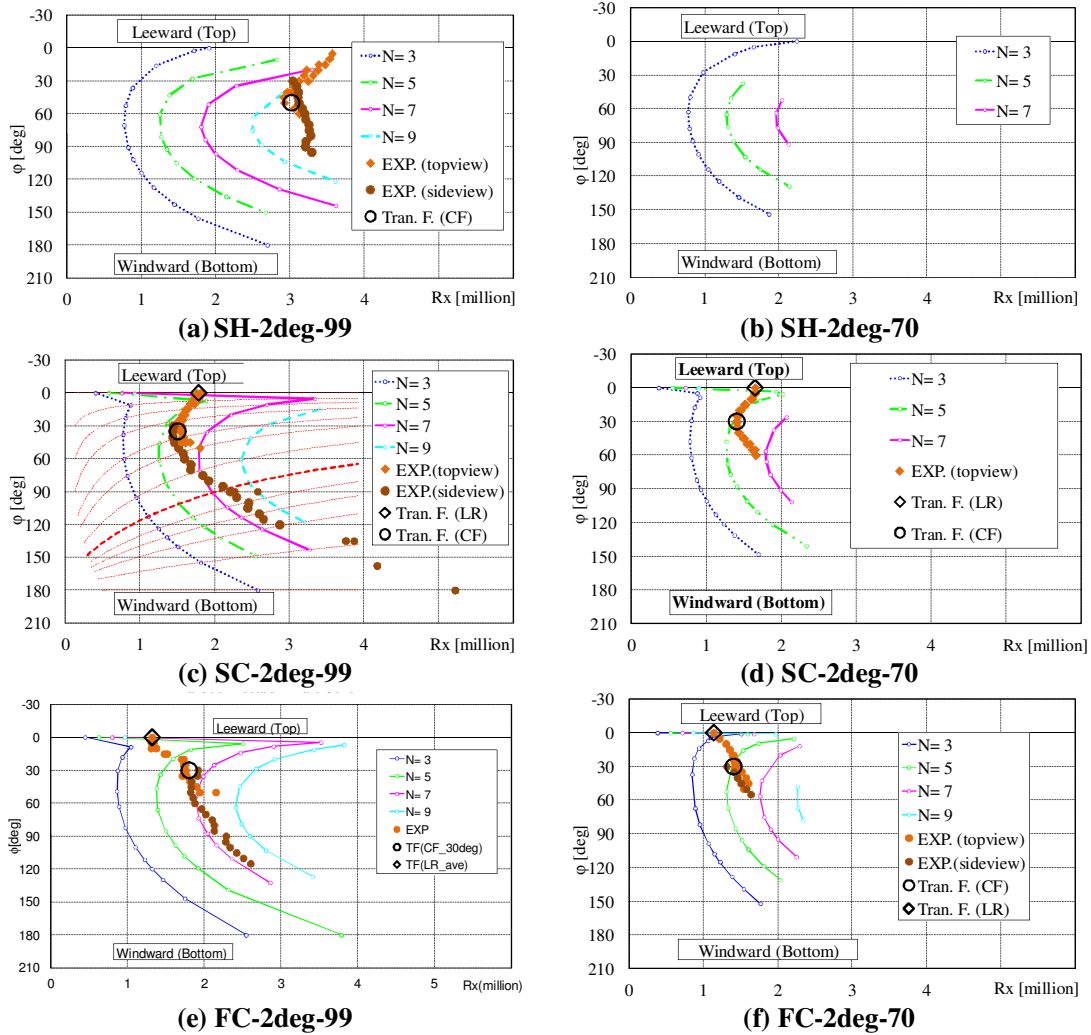 -30
0
30
60
90
120
150
180
210
φ [deg]
Leeward (Top)
N= 3
N= 5
N= 7
N= 9
EXP. (topview)
EXP. (sideview)
Tran. F. (CF)
Windward (Bottom)
0 1 2 3 4
Rx [million]
(a) SH-2deg-99
-30
0
30
60
90
120
150
180
210
φ [deg]
Leeward (Top)
N= 3
N= 5
N= 7
Windward (Bottom)
0 1 2 3 4
Rx [million]
(b) SH-2deg-70
-30
0
30
60
90
120
150
180
210
φ [deg]
Leeward (Top)
N= 3
N= 5
N= 7
N= 9
EXP.(topview)
EXP.(sideview)
Tran. F. (LR)
Tran. F. (CF)
Windward (Bottom)
0 1 2 3 4
Rx [million]
(c) SC-2deg-99
-30
0
30
60
90
120
150
180
210
φ [deg]
Leeward (Top)
N= 3
N= 5
N= 7
EXP. (topview)
Tran. F. (LR)
Tran. F. (CF)
Windward (Bottom)
0 1 2 3 4
Rx [million]
(d) SC-2deg-70
-30
0
30
60
90
120
150
180
210
φ[deg]
Leeward (Top)
N= 3
N= 5
N= 7
N= 9
EXP
TF(CF_30deg)
TF(LR_ave)
Windward (Bottom)
0 1 2 3 4 5
Rx(million)
(e) FC-2deg-99
-30
0
30
60
90
120
150
180
210
φ [deg]
Leeward (Top)
N= 3
N= 5
N= 7
N= 9
EXP. (topview)
EXP.(sideview)
Tran. F. (CF)
Tran. F. (LR)
Windward (Bottom)
0 1 2 3 4
Rx [million]
(f) FC-2deg-70